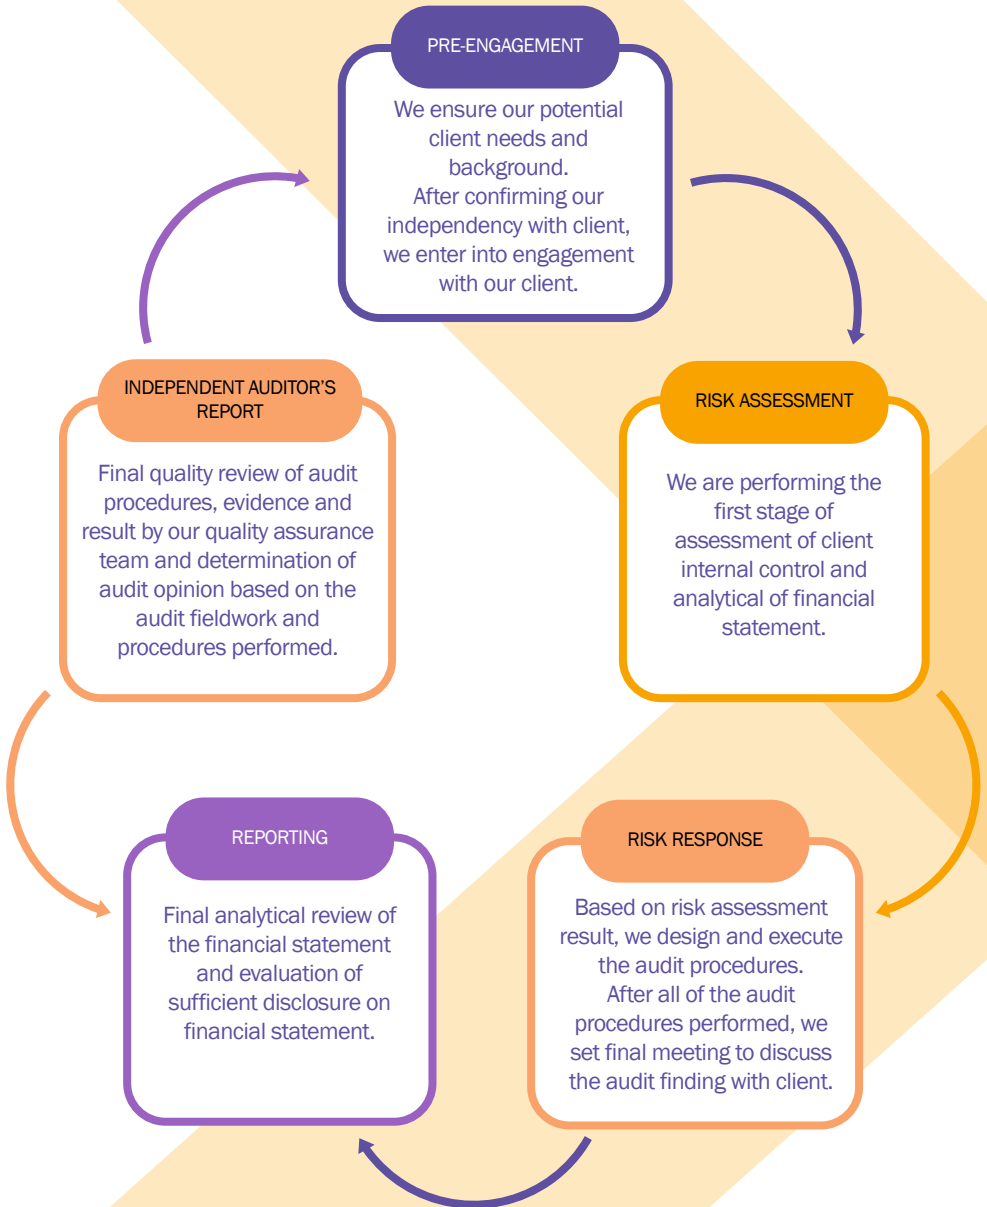 PRE-ENGAGEMENT
We ensure our potential
client needs and
background.
After confirming our
independency with client,
we enter into engagement
with our client.
RISK ASSESSMENT
We are performing the
first stage of
assessment of client
internal control and
analytical of financial
statement.
RISK RESPONSE
Based on risk assessment
result, we design and execute
the audit procedures.
After all of the audit
procedures performed, we
set final meeting to discuss
the audit finding with client.
REPORTING
Final analytical review of
the financial statement
and evaluation of
sufficient disclosure on
financial statement.
INDEPENDENT AUDITOR'S
REPORT
Final quality review of audit
procedures, evidence and
result by our quality assurance
team and determination of
audit opinion based on the
audit fieldwork and
procedures performed.